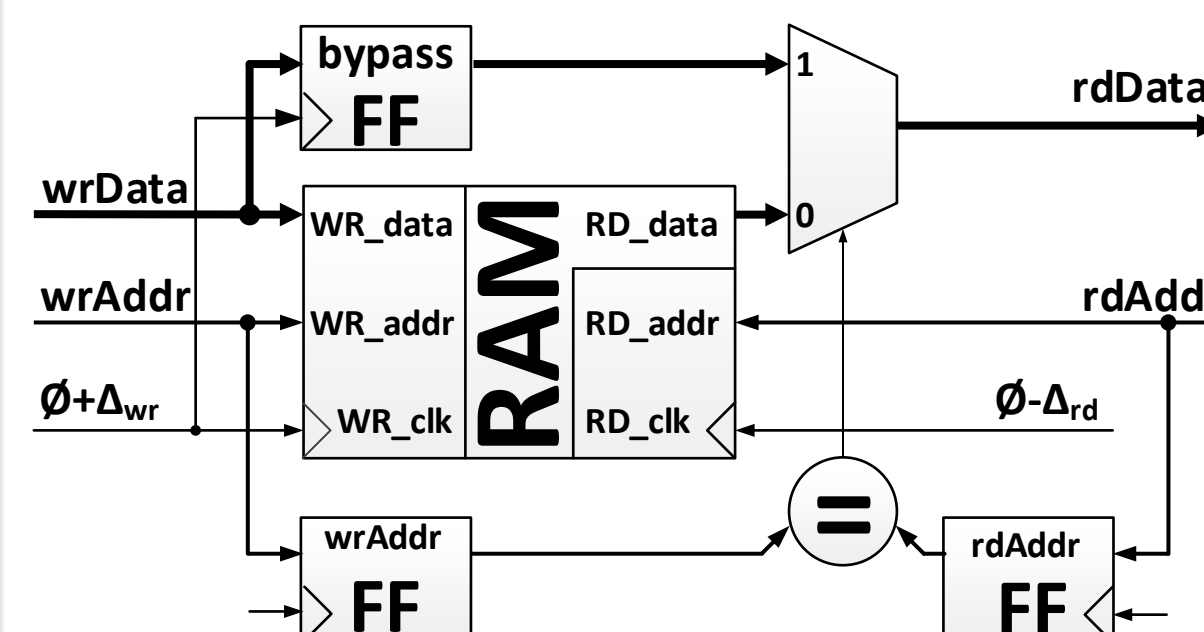 bypass
FF
1
rdData
wrData
WR_data
RAM
RD_data
0
wrAddr
WR_addr
RD_addr
rdAdd
Ø+Δwr
WR_clk
RD_clk
Ø-Δrd
=
wrAddr
FF
rdAddr
FF